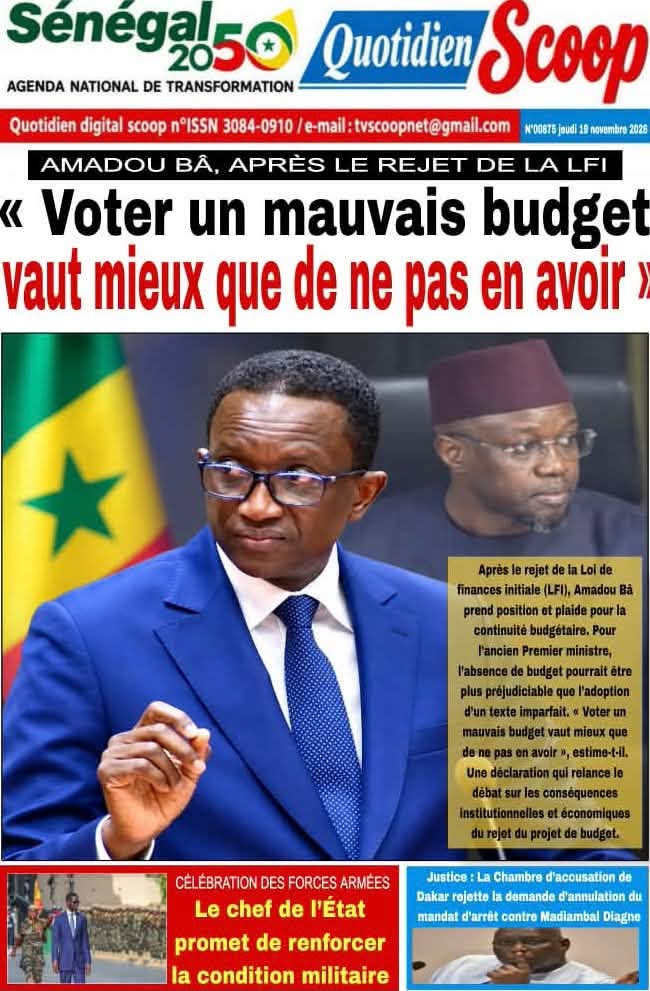 Sénégal
2050
AGENDA NATIONAL DE TRANSFORMATION
Quotidien Scoop
Quotidien digital scoop n°ISSN 3084-0910 / e-mail : tvscoopnet@gmail.com
N°00875 jeudi 19 novembre 2026
AMADOU BÂ, APRÈS LE REJET DE LA LFI
« Voter un mauvais budget
vaut mieux que de ne pas en avoir »
Après le rejet de la Loi de
finances initiale (LFI), Amadou Bâ
prend position et plaide pour la
continuité budgétaire. Pour
l'ancien Premier ministre,
l'absence de budget pourrait être
plus préjudiciable que l'adoption
d'un texte imparfait. « Voter un
mauvais budget vaut mieux que
de ne pas en avoir », estime-t-il.
Une déclaration qui relance le
débat sur les conséquences
institutionnelles et économiques
du rejet du projet de budget.
CÉLÉBRATION DES FORCES ARMÉES
Le chef de l'État
promet de renforcer
la condition militaire
Justice : La Chambre d'accusation de
Dakar rejette la demande d'annulation du
mandat d'arrêt contre Madiambal Diagne